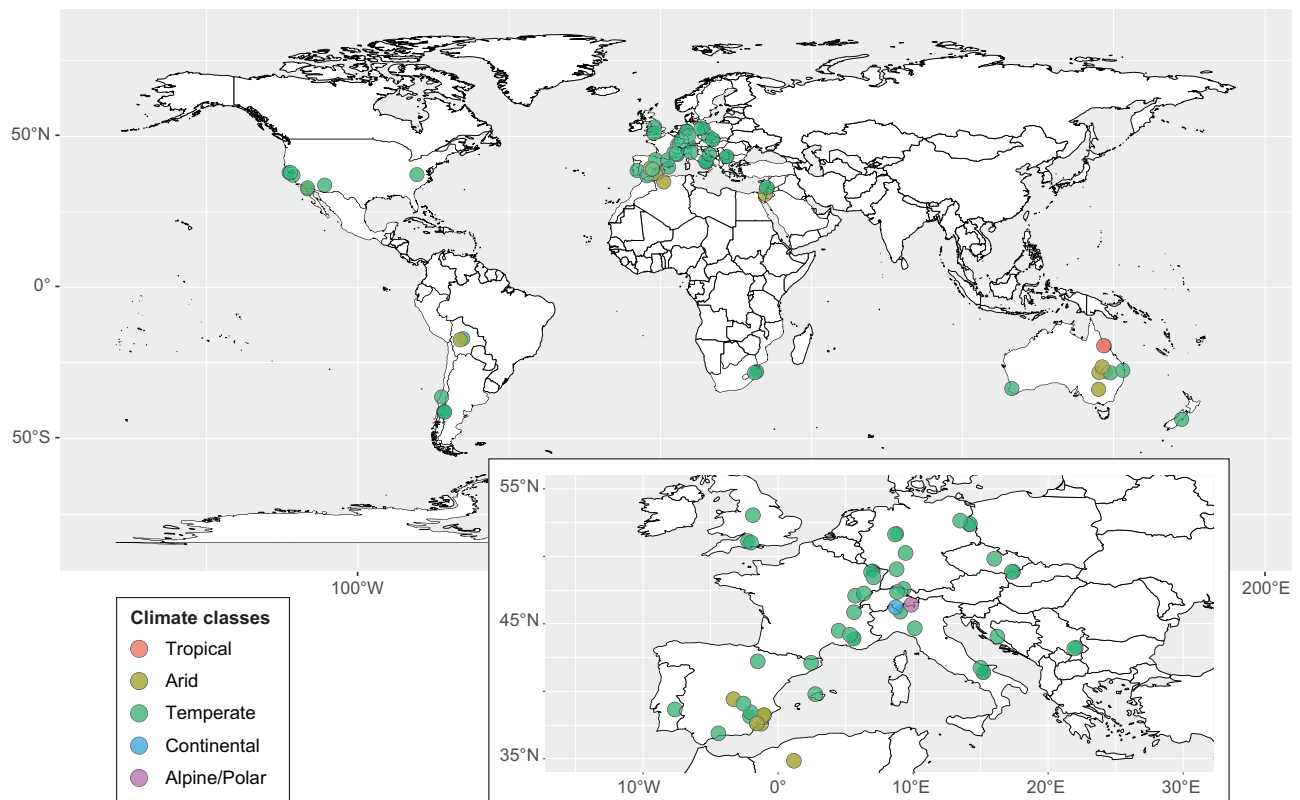 50°N
0°
50°S
100°W
200°E
55°N
45°N
35°N
10°W
0°
10°E
20°E
30°E
Climate classes
Tropical
Arid
Temperate
Continental
Alpine/Polar